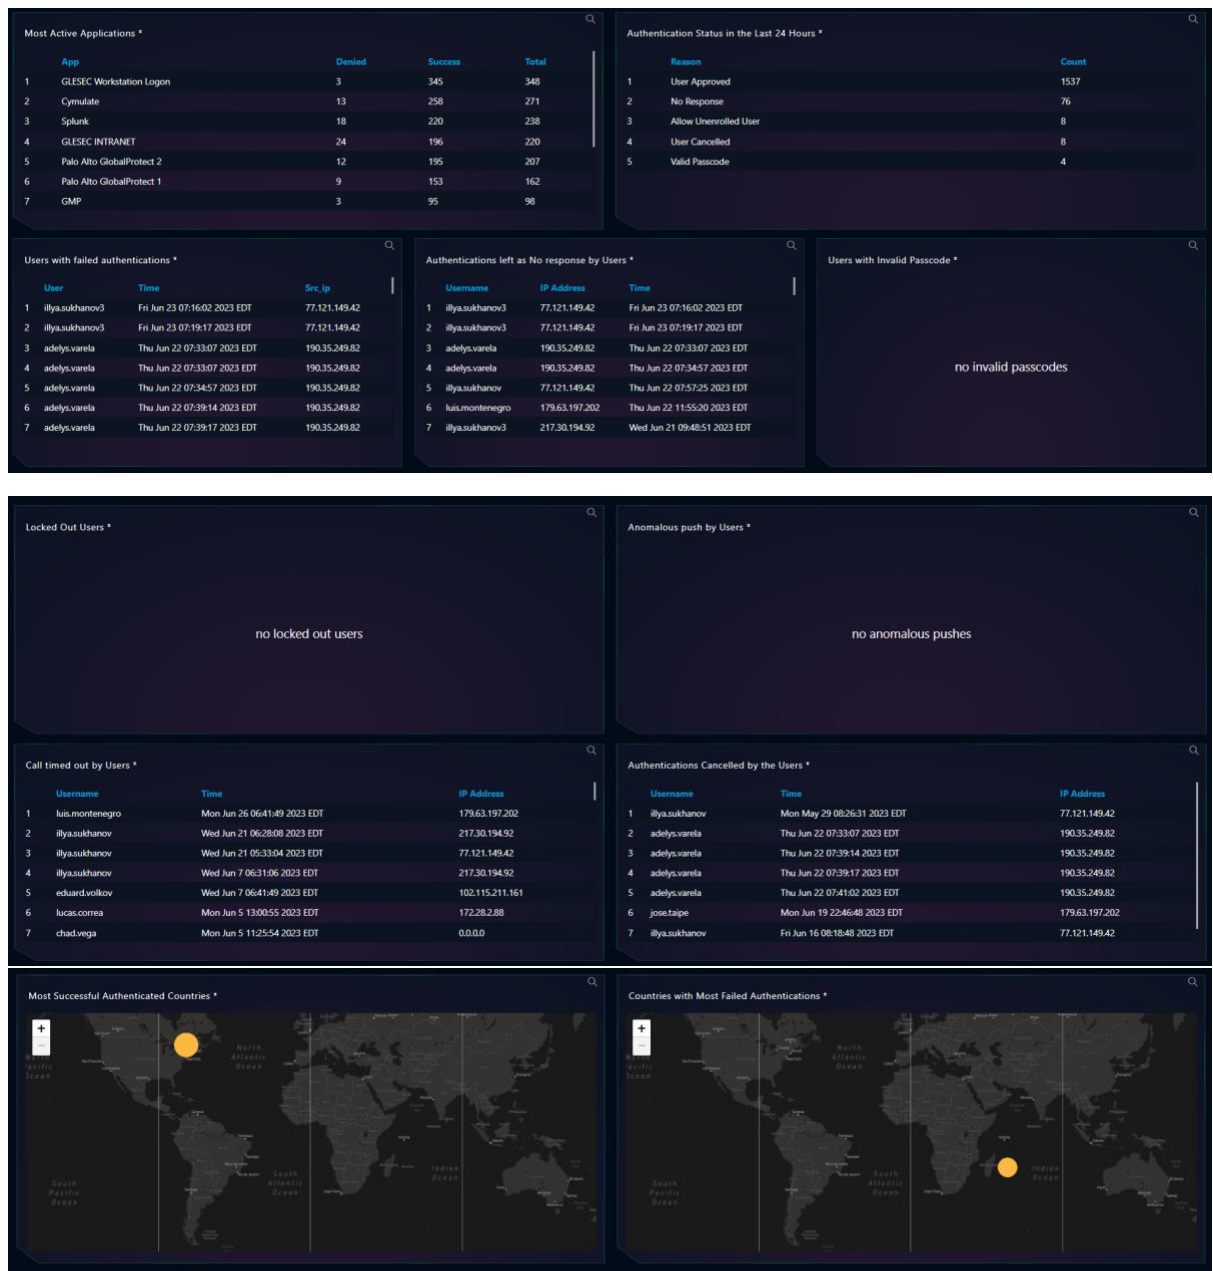 Most Active Applications *
App Denied Success Total
1 GLESEC Workstation Logon 3 345 348
2 Cymulate 13 258 271
3 Splunk 18 220 238
4 GLESEC INTRANET 24 196 220
5 Palo Alto GlobalProtect 2 12 195 207
6 Palo Alto GlobalProtect 1 9 153 162
7 GMP 3 95 98
Authentication Status in the Last 24 Hours *
Reason Count
1 User Approved 1537
2 No Response 76
3 Allow Unenrolled User 8
4 User Cancelled 8
5 Valid Passcode 4
Users with failed authentications *
User Time Src_ip
1 illya.sukhanov3 Fri Jun 23 07:16:02 2023 EDT 77.121.149.42
2 illya.sukhanov3 Fri Jun 23 07:19:17 2023 EDT 77.121.149.42
3 adelys.varela Thu Jun 22 07:33:07 2023 EDT 190.35.249.82
4 adelys.varela Thu Jun 22 07:33:07 2023 EDT 190.35.249.82
5 adelys.varela Thu Jun 22 07:34:57 2023 EDT 190.35.249.82
6 adelys.varela Thu Jun 22 07:39:14 2023 EDT 190.35.249.82
7 adelys.varela Thu Jun 22 07:39:17 2023 EDT 190.35.249.82
Authentications left as No response by Users *
Username IP Address Time
1 illya.sukhanov3 77.121.149.42 Fri Jun 23 07:16:02 2023 EDT
2 illya.sukhanov3 77.121.149.42 Fri Jun 23 07:19:17 2023 EDT
3 adelys.varela 190.35.249.82 Thu Jun 22 07:33:07 2023 EDT
4 adelys.varela 190.35.249.82 Thu Jun 22 07:34:57 2023 EDT
5 illya.sukhanov 77.121.149.42 Thu Jun 22 07:57:25 2023 EDT
6 luis.montenegro 179.63.197.202 Thu Jun 22 11:55:20 2023 EDT
7 illya.sukhanov3 217.30.194.92 Wed Jun 21 09:48:51 2023 EDT
Users with Invalid Passcode *
no invalid passcodes
Locked Out Users *
no locked out users
Anomalous push by Users *
no anomalous pushes
Call timed out by Users *
Username Time IP Address
1 luis.montenegro Mon Jun 26 06:41:49 2023 EDT 179.63.197.202
2 illya.sukhanov Wed Jun 21 06:28:08 2023 EDT 217.30.194.92
3 illya.sukhanov Wed Jun 21 05:33:04 2023 EDT 77.121.149.42
4 illya.sukhanov Wed Jun 7 06:31:06 2023 EDT 217.30.194.92
5 eduard.volkov Wed Jun 7 06:41:49 2023 EDT 102.115.211.161
6 lucas.correa Mon Jun 5 13:00:55 2023 EDT 172.28.2.88
7 chad.vega Mon Jun 5 11:25:54 2023 EDT 0.0.0.0
Authentications Cancelled by the Users *
Username Time IP Address
1 illya.sukhanov Mon May 29 08:26:31 2023 EDT 77.121.149.42
2 adelys.varela Thu Jun 22 07:33:07 2023 EDT 190.35.249.82
3 adelys.varela Thu Jun 22 07:39:14 2023 EDT 190.35.249.82
4 adelys.varela Thu Jun 22 07:39:17 2023 EDT 190.35.249.82
5 adelys.varela Thu Jun 22 07:41:02 2023 EDT 190.35.249.82
6 jose.taipe Mon Jun 19 22:46:48 2023 EDT 179.63.197.202
7 illya.sukhanov Fri Jun 16 08:18:48 2023 EDT 77.121.149.42
Most Successful Authenticated Countries *
+
North
Atlantic
Ocean
South
Atlantic
Ocean
Indian
Ocean
South
Pacific
Ocean
Countries with Most Failed Authentications *
+
North
Atlantic
Ocean
South
Atlantic
Ocean
Indian
Ocean
South
Pacific
Ocean